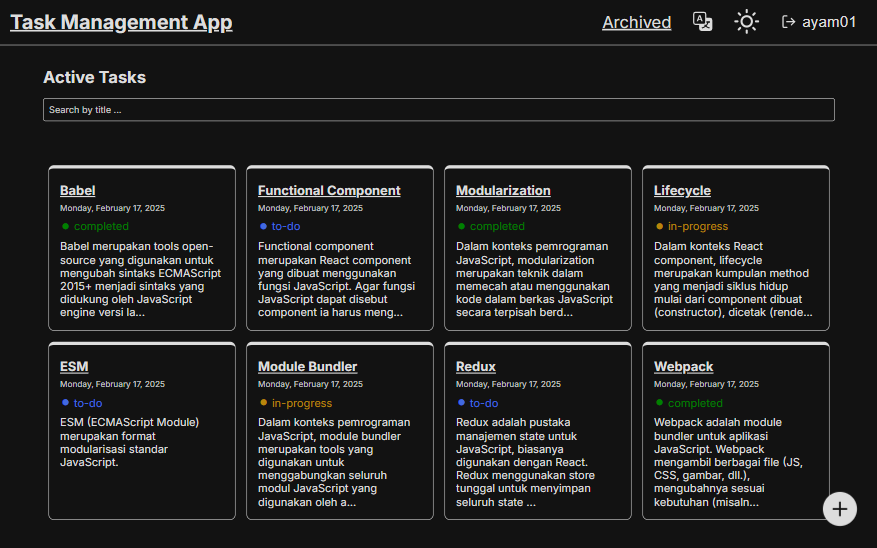 Task Management App
Archived
ayam01
Active Tasks
Search by title ...
Babel
Monday, February 17, 2025
completed
Babel merupakan tools open-
source yang digunakan untuk
mengubah sintaks ECMAScript
2015+ menjadi sintaks yang
didukung oleh JavaScript
engine versi la...
Functional Component
Monday, February 17, 2025
to-do
Functional component
merupakan React component
yang dibuat menggunakan
fungsi JavaScript. Agar fungsi
JavaScript dapat disebut
component ia harus meng...
Modularization
Monday, February 17, 2025
completed
Dalam konteks pemrograman
JavaScript, modularization
merupakan teknik dalam
memecah atau menggunakan
kode dalam berkas JavaScript
secara terpisah berd...
Lifecycle
Monday, February 17, 2025
in-progress
Dalam konteks React
component, lifecycle
merupakan kumpulan method
yang menjadi siklus hidup
mulai dari component dibuat
(constructor), dicetak (rende...
ESM
Monday, February 17, 2025
to-do
ESM (ECMAScript Module)
merupakan format
modularisasi standar
JavaScript.
Module Bundler
Monday, February 17, 2025
in-progress
Dalam konteks pemrograman
JavaScript, module bundler
merupakan tools yang
digunakan untuk
menggabungkan seluruh
modul JavaScript yang
digunakan oleh a...
Redux
Monday, February 17, 2025
to-do
Redux adalah pustaka
manajemen state untuk
JavaScript, biasanya
digunakan dengan React.
Redux menggunakan store
tunggal untuk menyimpan
seluruh state ...
Webpack
Monday, February 17, 2025
completed
Webpack adalah module
bundler untuk aplikasi
JavaScript. Webpack
mengambil berbagai file (JS,
CSS, gambar, dll.),
mengubahnya sesuai
kebutuhan (misaln...